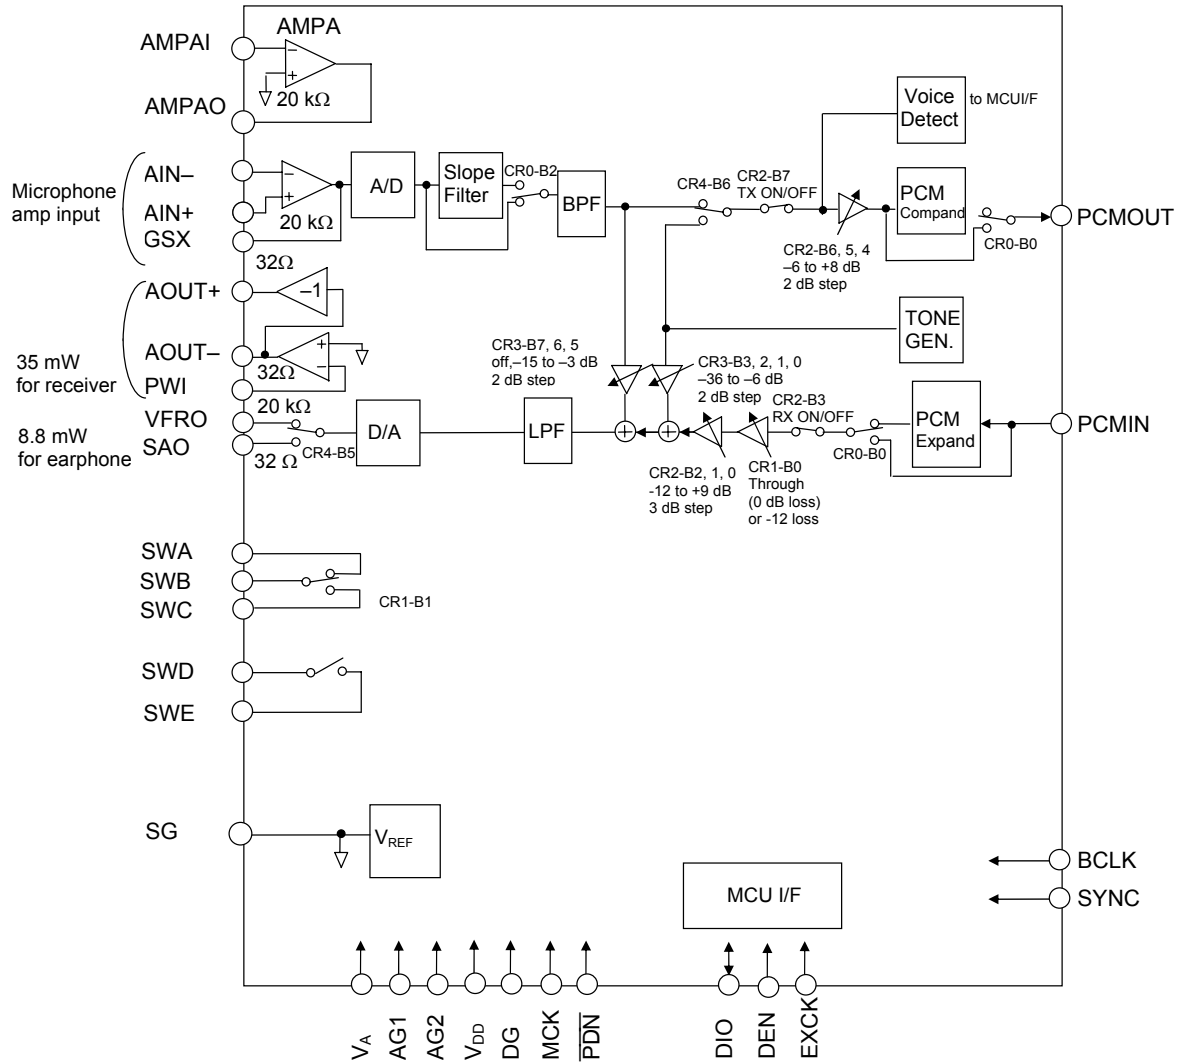 AMPAI
AMPA
−
+
20 kΩ
AMPAO
Microphone
amp input
AIN–
AIN+
GSX
−
+
20 kΩ
A/D
Slope
Filter
CR0-B2
BPF
CR4-B6
CR2-B7
TX ON/OFF
Voice
Detect
to MCUI/F
PCM
Compand
CR2-B6, 5, 4
–6 to +8 dB
2 dB step
CR0-B0
PCMOUT
32Ω
AOUT+
–1
AOUT–
32Ω
+
−
PWI
35 mW
for receiver
TONE
GEN.
CR3-B7, 6, 5
off,–15 to –3 dB
2 dB step
CR3-B3, 2, 1, 0
–36 to –6 dB
2 dB step
CR2-B3
RX ON/OFF
VFRO
20 kΩ
SAO
8.8 mW
for earphone
32 Ω
CR4-B5
D/A
LPF
+
+
CR2-B2, 1, 0
-12 to +9 dB
3 dB step
CR1-B0
Through
(0 dB loss)
or -12 loss
CR0-B0
PCM
Expand
PCMIN
SWA
SWB
SWC
CR1-B1
SWD
SWE
SG
VREF
MCU I/F
BCLK
SYNC
VA
AG1
AG2
VDD
DG
MCK
PDN
DIO
DEN
EXCK